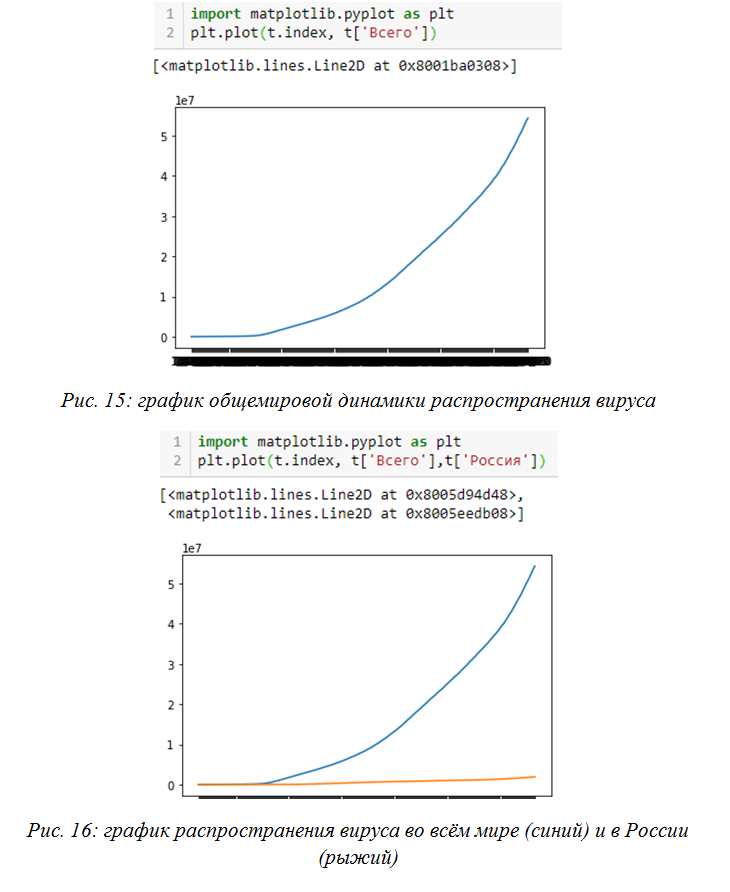 1 import matplotlib.pyplot as plt
2 plt.plot(t.index, t['Всего'])
[<matplotlib.lines.Line2D at 0x8001ba0308>]
1e7
5
4
3
2
1
0
Рис. 15: график общемировой динамики распространения вируса
1 import matplotlib.pyplot as plt
2 plt.plot(t.index, t['Всего'],t['Россия'])
[<matplotlib.lines.Line2D at 0x8005d94d48>,
<matplotlib.lines.Line2D at 0x8005eedb08>]
1e7
5
4
3
2
1
0
Рис. 16: график распространения вируса во всём мире (синий) и в России
(рыжий)